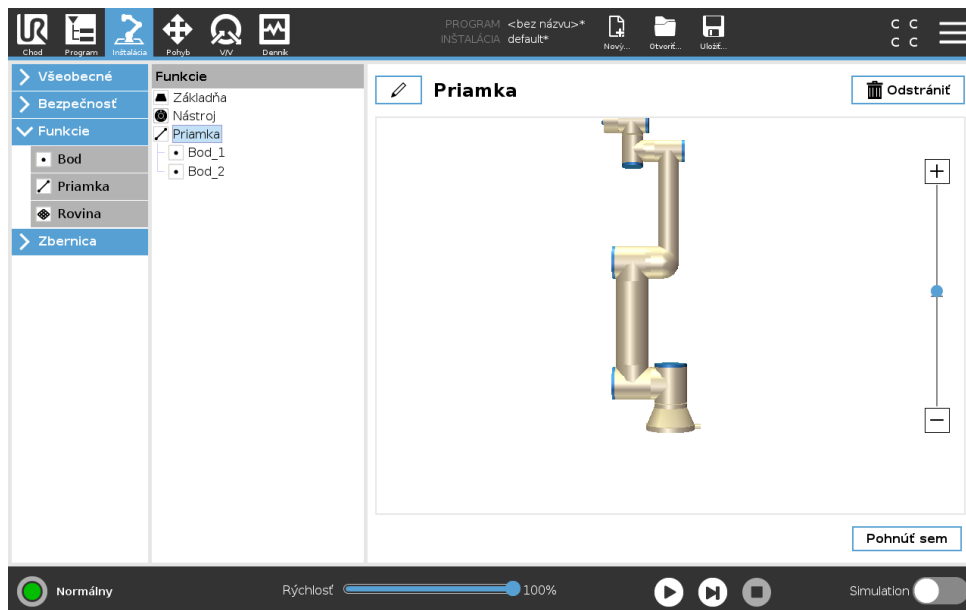 Chod
Program
Inštalácia
Pohyb
V/V
Denník
PROGRAM <bez názvu>*
INŠTALÁCIA default*
Nový...
Otvoriť...
Uložiť...
C C
C C
Všeobecné
Bezpečnosť
Funkcie
Bod
Priamka
Rovina
Zbernica
Funkcie
Základňa
Nástroj
Priamka
Bod_1
Bod_2
Priamka
Odstrániť
Pohnúť sem
Normálny
Rýchlosť
100%
Simulation